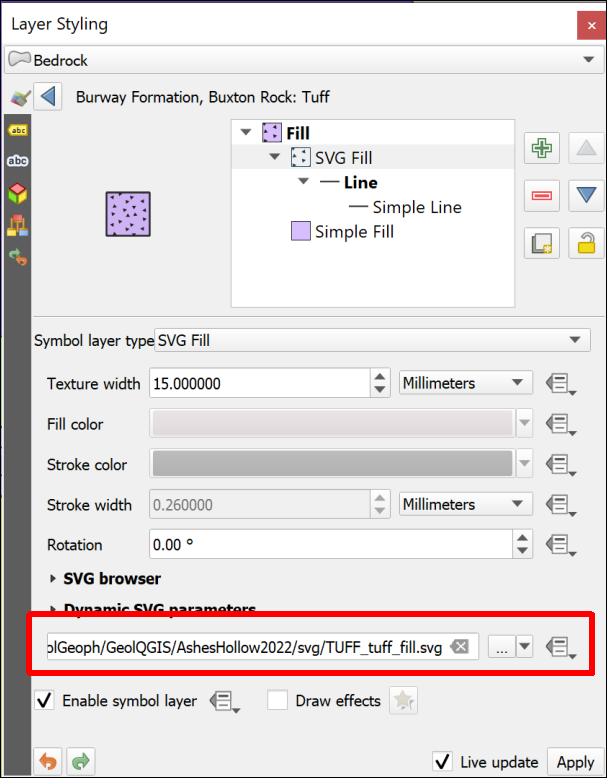 Layer Styling
Bedrock
Burway Formation, Buxton Rock: Tuff
abc
abc
Fill
SVG Fill
Line
Simple Line
Simple Fill
Symbol layer type SVG Fill
Texture width 15.000000 Millimeters
Fill color
Stroke color
Stroke width 0.260000 Millimeters
Rotation 0.00 °
SVG browser
Dynamic SVG parameters
olGeoph/GeolQGIS/AshesHollow2022/svg/TUFF_tuff_fill.svg ...
Enable symbol layer Draw effects
Live update Apply